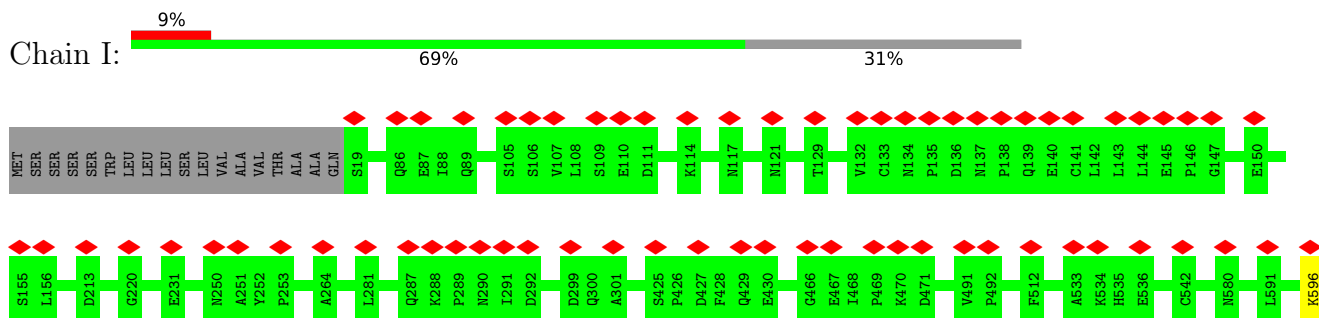 9%
Chain I:
69% 31%
MET SER SER SER SER TRP LEU LEU LEU LEU SER LEU VAL ALA VAL THR ALA ALA GLN S19 Q86 E87 I88 Q89 S105 S106 V107 L108 S109 E110 D111 K114 N117 N121 T129 V132 C133 N134 P135 D136 N137 P138 Q139 E140 C141 L142 L143 L144 E145 P146 G147 E150
S155 L156 D213 G220 E231 N250 A251 Y252 P253 A264 L281 Q287 K288 P289 N290 I291 D292 D299 Q300 A301 S425 P426 D427 F428 Q429 E430 G466 E467 I468 P469 K470 D471 V491 P492 F512 A533 K534 H535 E536 C542 N580 L591 K596